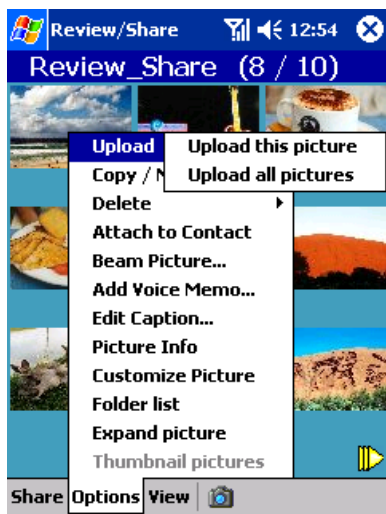 Review/Share 12:54
Review_Share (8 / 10)
Upload
Upload this picture
Upload all pictures
Copy /
Delete
Attach to Contact
Beam Picture...
Add Voice Memo...
Edit Caption...
Picture Info
Customize Picture
Folder list
Expand picture
Thumbnail pictures
Share Options View